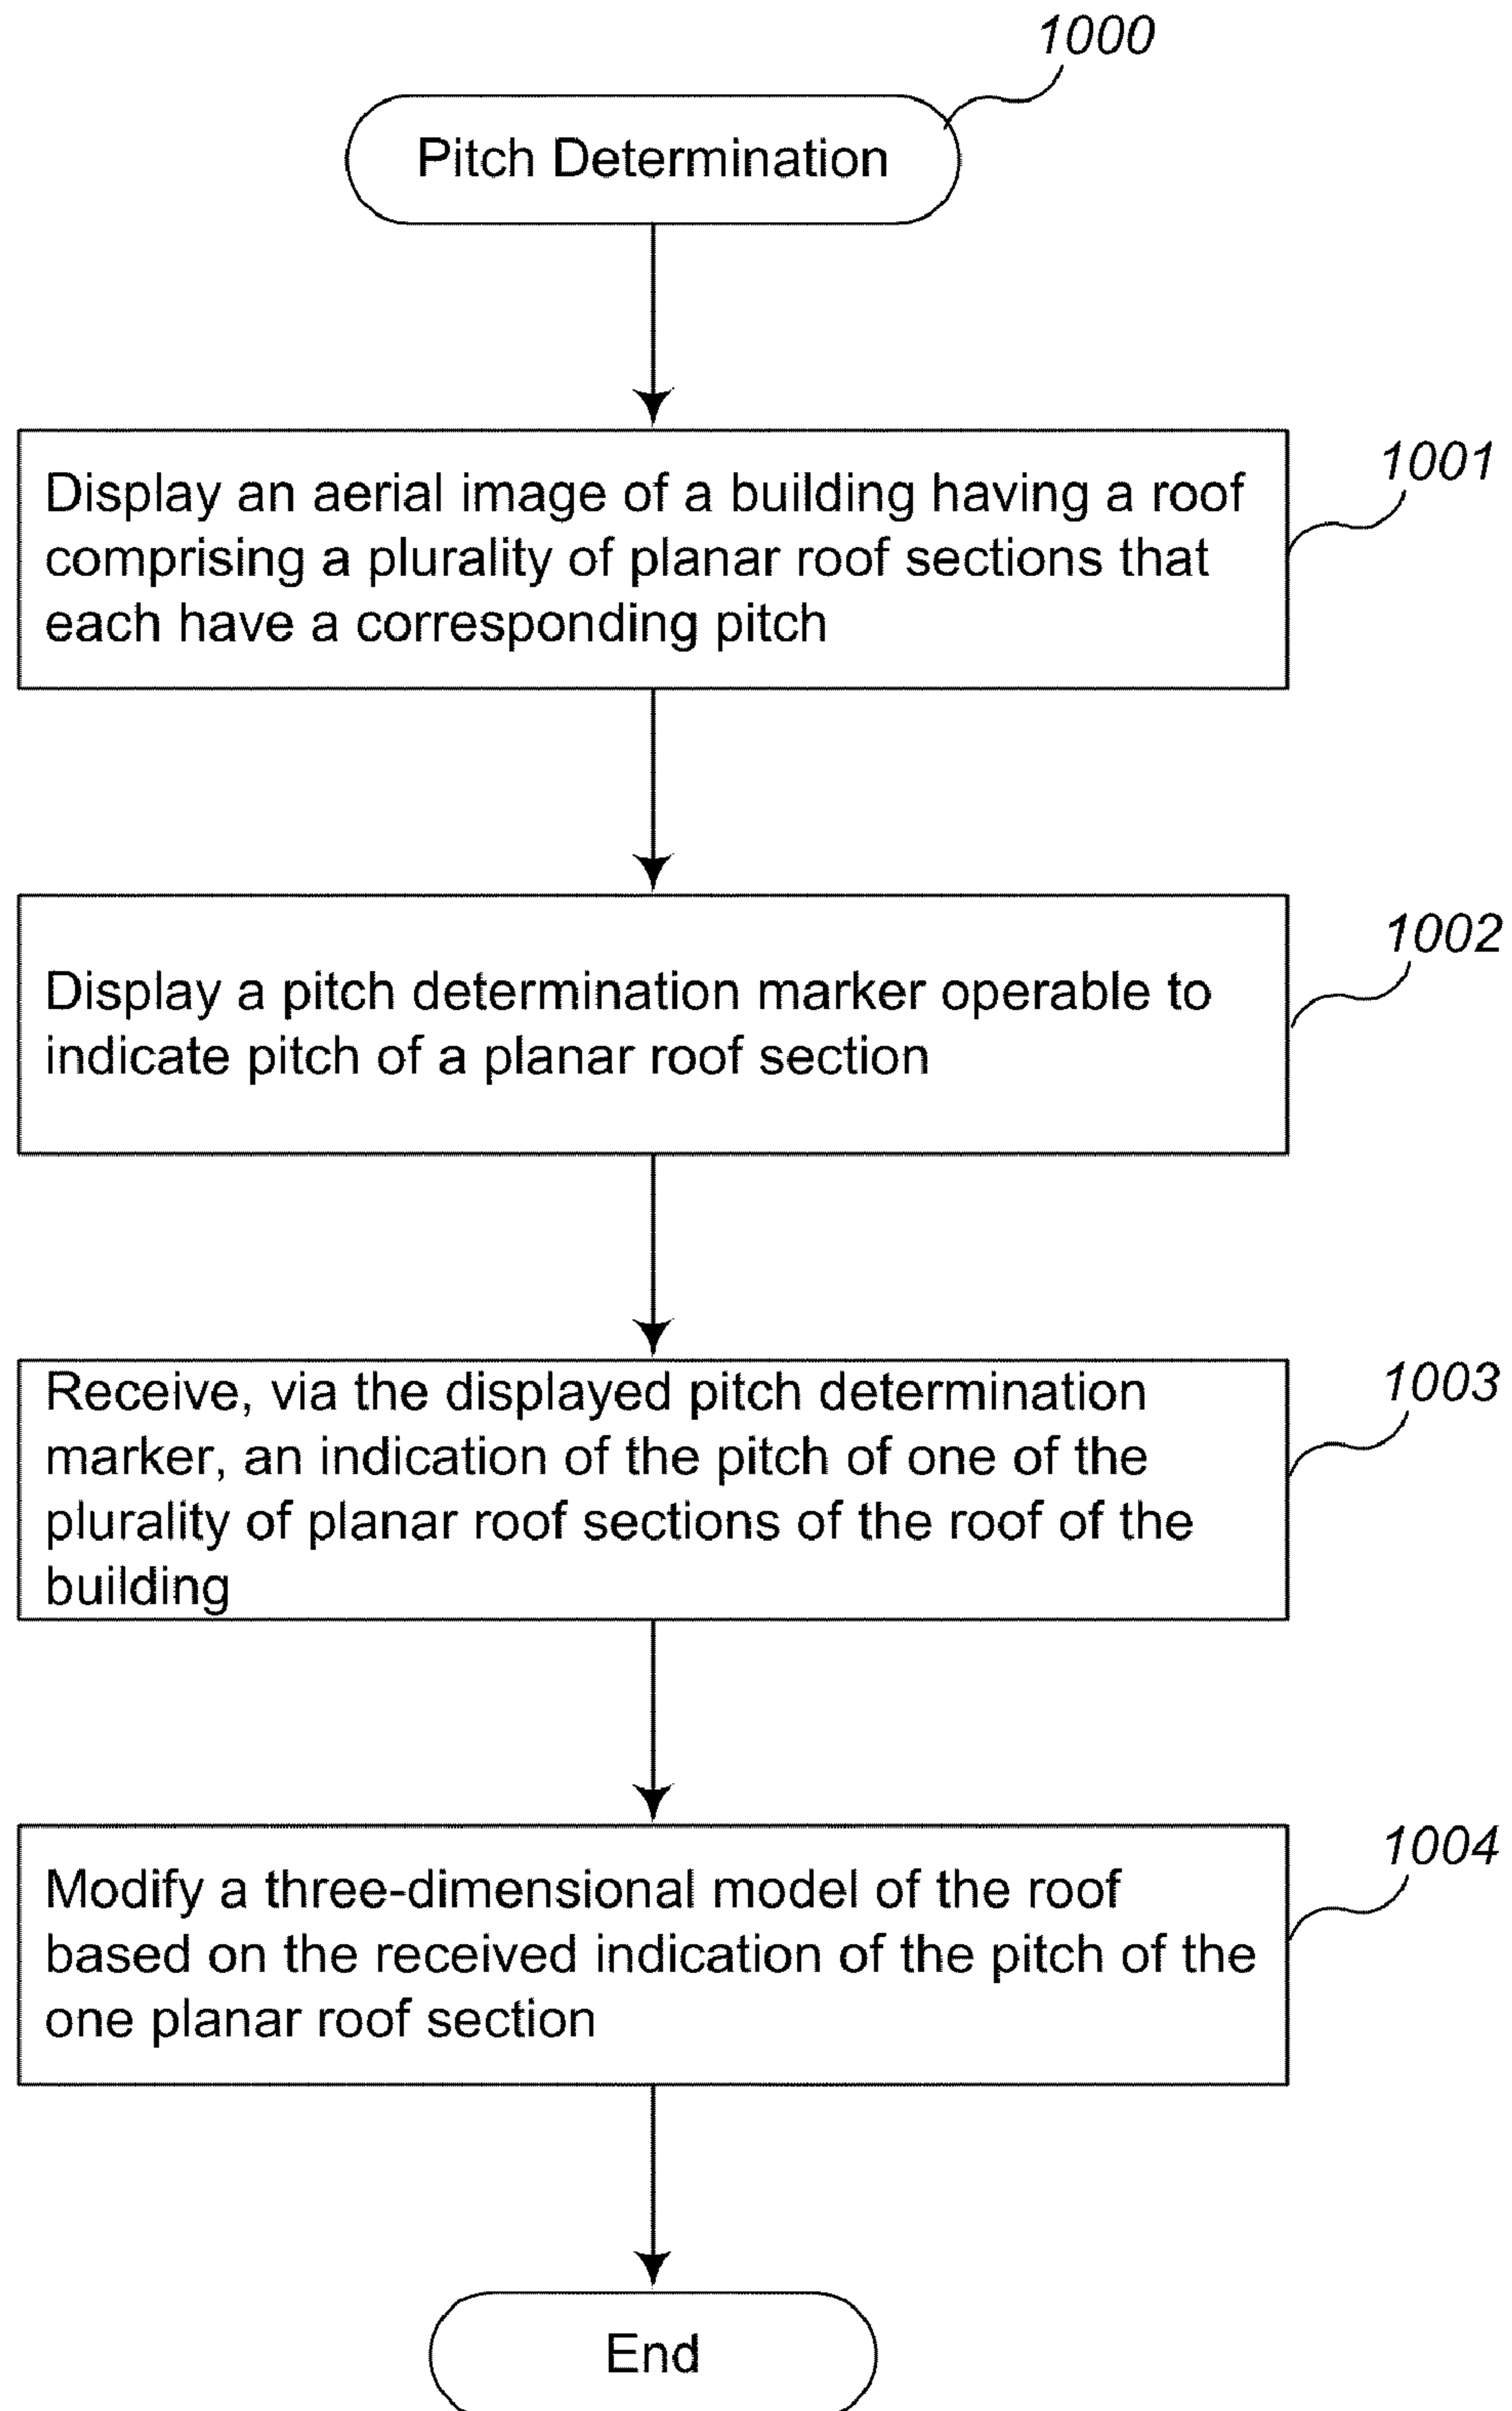 1000
Pitch Determination
1001
Display an aerial image of a building having a roof
comprising a plurality of planar roof sections that
each have a corresponding pitch
1002
Display a pitch determination marker operable to
indicate pitch of a planar roof section
1003
Receive, via the displayed pitch determination
marker, an indication of the pitch of one of the
plurality of planar roof sections of the roof of the
building
1004
Modify a three-dimensional model of the roof
based on the received indication of the pitch of the
one planar roof section
End